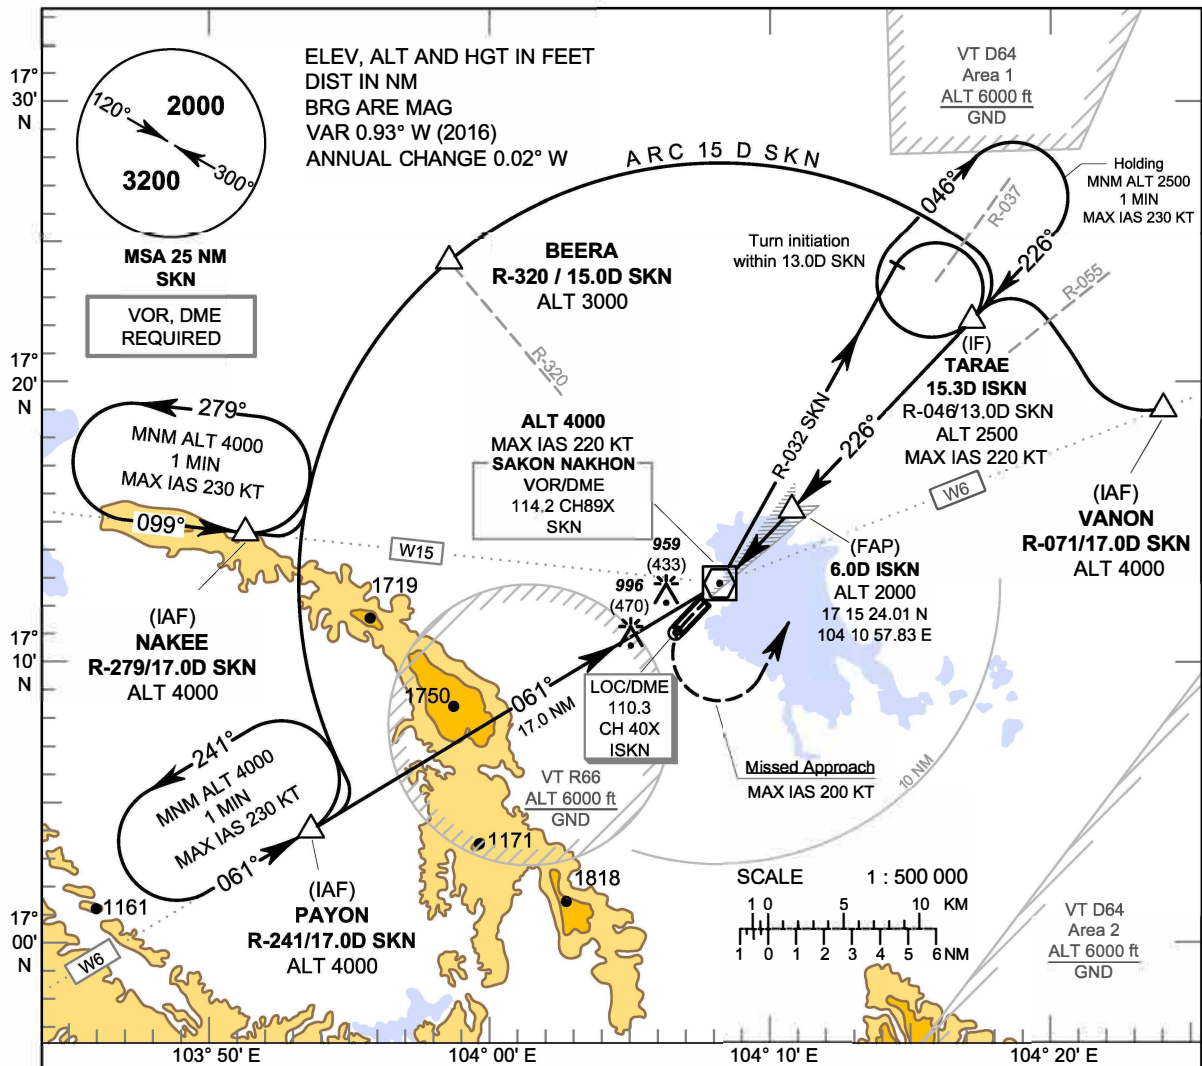 ELEV, ALT AND HGT IN FEET
DIST IN NM
BRG ARE MAG
VAR 0.93° W (2016)
ANNUAL CHANGE 0.02° W
17°
30'
N
120°
2000
3200
300°
MSA 25 NM
SKN
VOR, DME
REQUIRED
ARC 15 D SKN
VT D64
Area 1
ALT 6000 ft
GND
Holding
MNM ALT 2500
1 MIN
MAX IAS 230 KT
046°
R-037
226°
R-055
Turn initiation
within 13.0D SKN
BEERA
R-320 / 15.0D SKN
ALT 3000
R-320
17°
20'
N
(IF)
TARAE
15.3D ISKN
R-046/13.0D SKN
ALT 2500
MAX IAS 220 KT
R-032 SKN
226°
ALT 4000
MAX IAS 220 KT
SAKON NAKHON
VOR/DME
114.2 CH89X
SKN
279°
MNM ALT 4000
1 MIN
MAX IAS 230 KT
099°
W15
W6
(IAF)
VANON
R-071/17.0D SKN
ALT 4000
(FAP)
6.0D ISKN
ALT 2000
17 15 24.01 N
104 10 57.83 E
959
(433)
996
(470)
1719
(IAF)
NAKEE
R-279/17.0D SKN
ALT 4000
17°
10'
N
1750
061°
17.0 NM
LOC/DME
110.3
CH 40X
ISKN
Missed Approach
MAX IAS 200 KT
10 NM
241°
MNM ALT 4000
1 MIN
MAX IAS 230 KT
061°
VT R66
ALT 6000 ft
GND
1171
1818
1161
(IAF)
PAYON
R-241/17.0D SKN
ALT 4000
W6
17°
00'
N
SCALE 1 : 500 000
1 0 5 10 KM
1 0 1 2 3 4 5 6 NM
VT D64
Area 2
ALT 6000 ft
GND
103° 50' E 104° 00' E 104° 10' E 104° 20' E